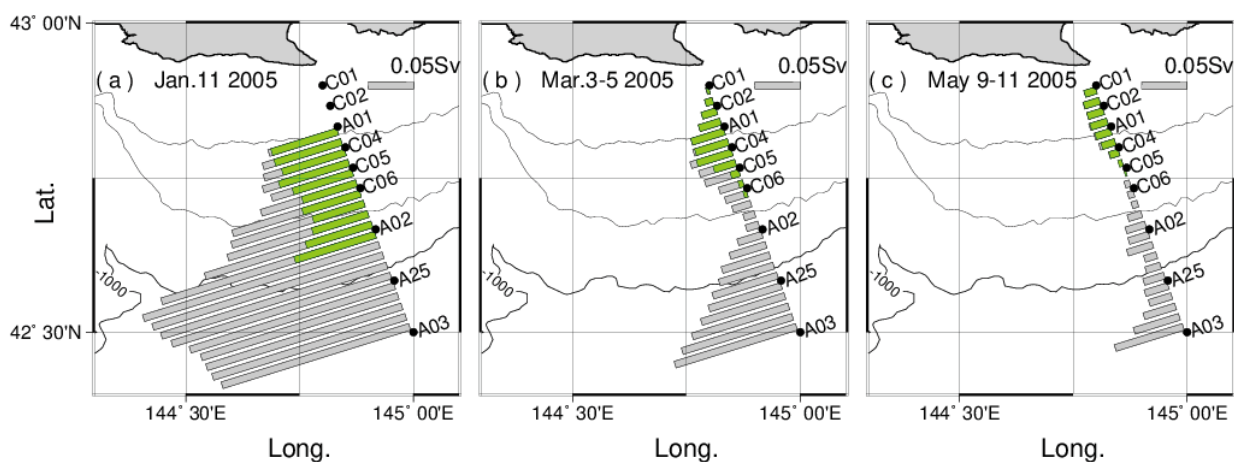 43° 00'N
42° 30'N
Lat.
(a) Jan.11 2005
0.05Sv
C01
C02
A01
C04
C05
C06
A02
A25
A03
-1000
144° 30'E
145° 00'E
Long.
(b) Mar.3-5 2005
0.05Sv
C01
C02
A01
C04
C05
C06
A02
A25
A03
144° 30'E
145° 00'E
Long.
(c) May 9-11 2005
0.05Sv
C01
C02
A01
C04
C05
C06
A02
A25
A03
-1000
144° 30'E
145° 00'E
Long.